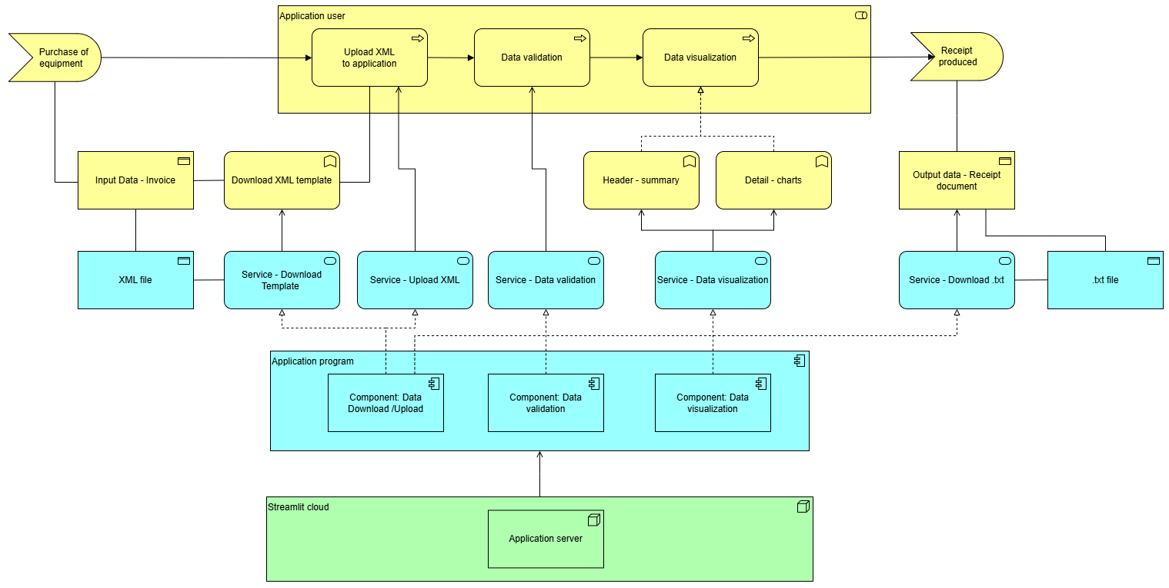 Application user
Purchase of
equipment
Upload XML
to application
Data validation
Data visualization
Receipt
produced
Input Data - Invoice
Download XML template
Header - summary
Detail - charts
Output data - Receipt
document
XML file
Service - Download
Template
Service - Upload XML
Service - Data validation
Service - Data visualization
Service - Download .txt
.txt file
Application program
Component: Data
Download /Upload
Component: Data
validation
Component: Data
visualization
Streamlit cloud
Application server